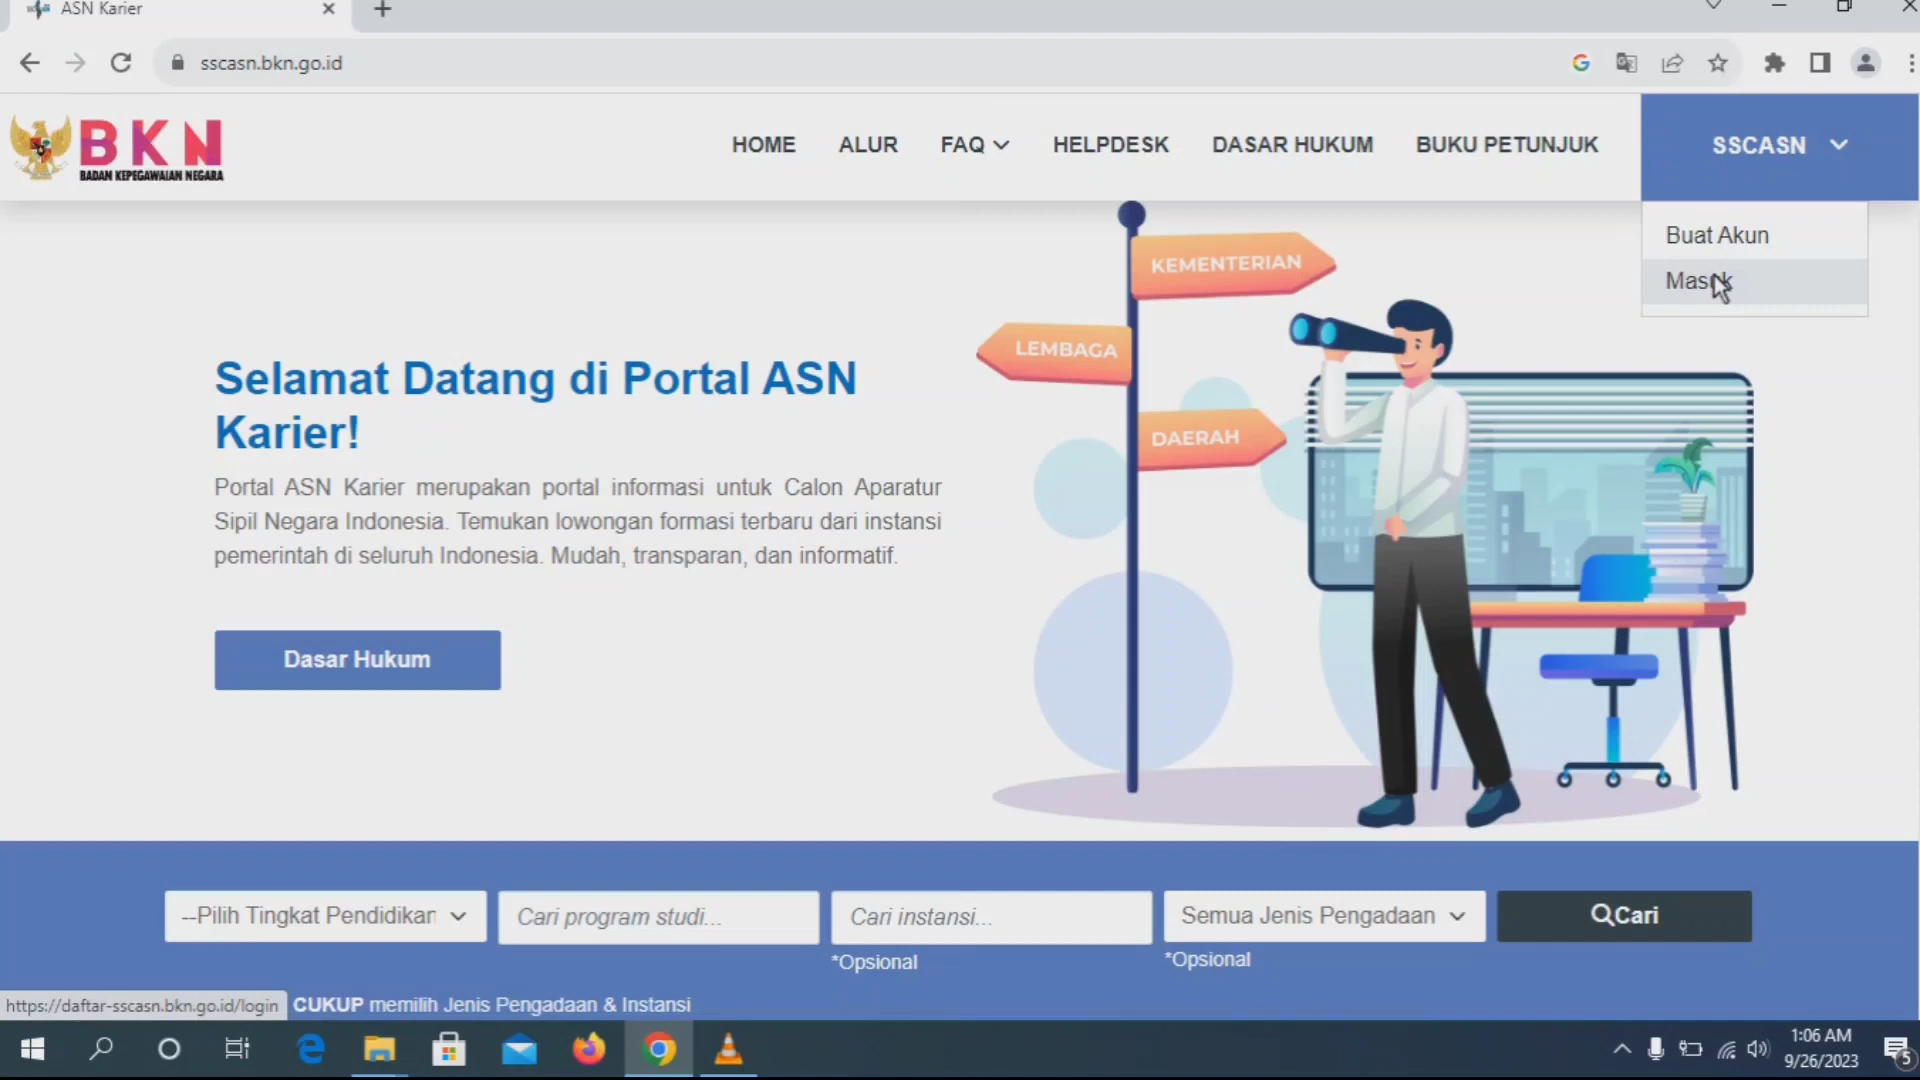 ASN Karier
sscasn.bkn.go.id
BKN
BADAN KEPEGAWAIAN NEGARA
HOME ALUR FAQ HELPDESK DASAR HUKUM BUKU PETUNJUK SSCASN
Buat Akun
Masuk
KEMENTERIAN
LEMBAGA
DAERAH
Selamat Datang di Portal ASN
Karier!
Portal ASN Karier merupakan portal informasi untuk Calon Aparatur
Sipil Negara Indonesia. Temukan lowongan formasi terbaru dari instansi
pemerintah di seluruh Indonesia. Mudah, transparan, dan informatif.
Dasar Hukum
--Pilih Tingkat Pendidikan Cari program studi... Cari instansi... Semua Jenis Pengadaan Cari
*Opsional *Opsional
https://daftar-sscasn.bkn.go.id/login CUKUP memilih Jenis Pengadaan & Instansi
1:06 AM
9/26/2023
5